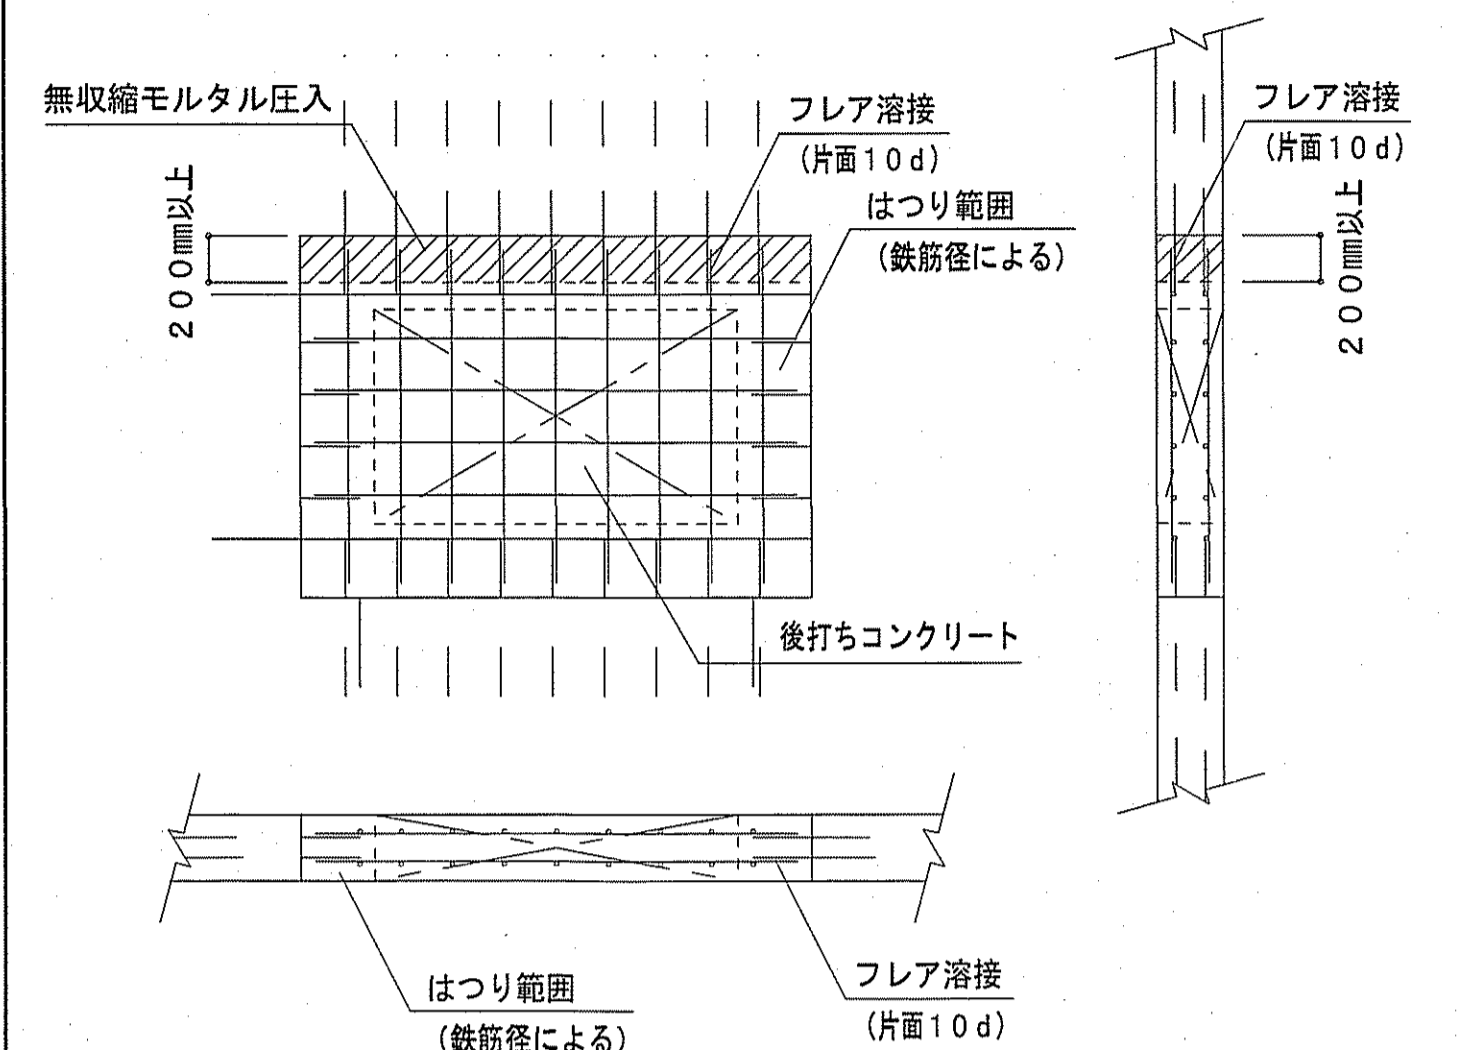 無収縮モルタル圧入
フレア溶接
(片面10d)
はつり範囲
(鉄筋径による)
200mm以上
フレア溶接
(片面10d)
200mm以上
後打ちコンクリート
はつり範囲
(鉄筋径による)
フレア溶接
(片面10d)